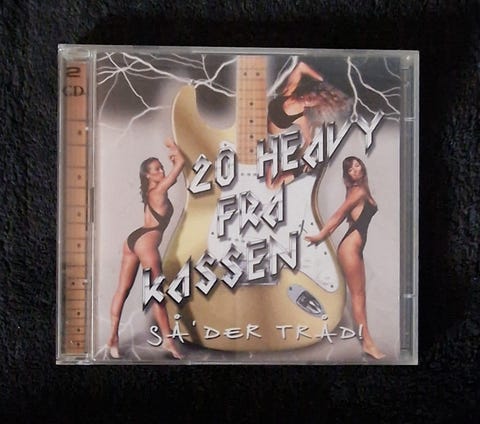 2
CD
20 HEAVY
FRA
KASSEN
SÅ'DER TRÅD!